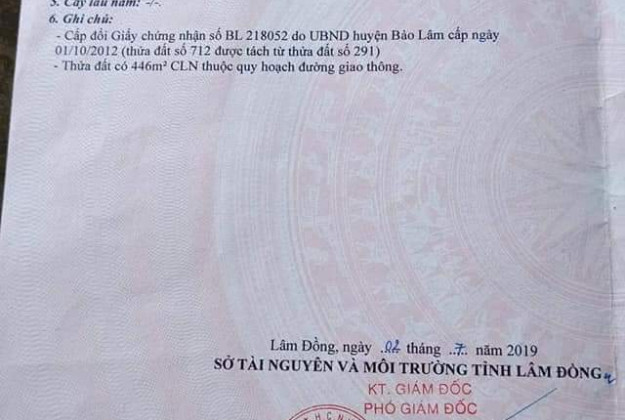 5. Cây lâu năm: -/-.
6. Ghi chú:
- Cấp đổi Giấy chứng nhận số BL 218052 do UBND huyện Bảo Lâm cấp ngày
01/10/2012 (thửa đất số 712 được tách từ thửa đất số 291)
- Thửa đất có 446m² CLN thuộc quy hoạch đường giao thông.
Lâm Đồng, ngày .02 tháng ..7. năm 2019
SỞ TÀI NGUYÊN VÀ MÔI TRƯỜNG TỈNH LÂM ĐỒNG
KT. GIÁM ĐỐC
PHÓ GIÁM ĐỐC